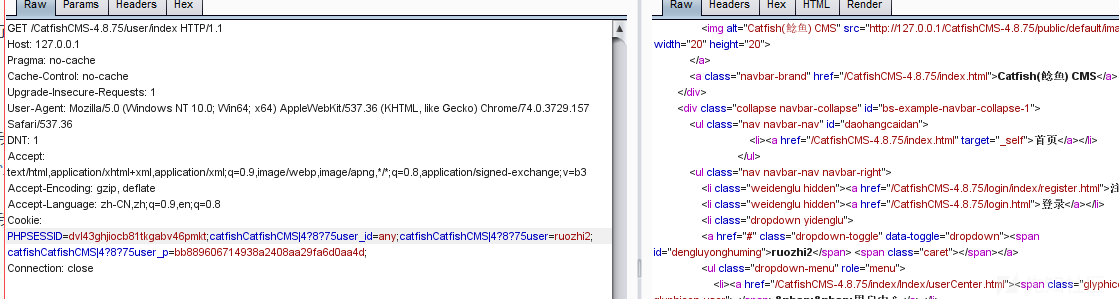 Raw Params Headers Hex
GET /CatfishCMS-4.8.75/user/index HTTP/1.1
Host: 127.0.0.1
Pragma: no-cache
Cache-Control: no-cache
Upgrade-Insecure-Requests: 1
User-Agent: Mozilla/5.0 (Windows NT 10.0; Win64; x64) AppleWebKit/537.36 (KHTML, like Gecko) Chrome/74.0.3729.157
Safari/537.36
DNT: 1
Accept:
text/html,application/xhtml+xml,application/xml;q=0.9,image/webp,image/apng,*/*;q=0.8,application/signed-exchange;v=b3
Accept-Encoding: gzip, deflate
Accept-Language: zh-CN,zh;q=0.9,en;q=0.8
Cookie:
PHPSESSID=dvl43ghjiocb81tkgabv46pmkt;catfishCatfishCMS|4?8?75user_id=any;catfishCatfishCMS|4?8?75user=ruozhi2;
catfishCatfishCMS|4?8?75user_p=bb889606714938a2408aa29fa6d0aa4d;
Connection: close
Raw Headers Hex HTML Render
<img alt="Catfish(鲶鱼) CMS" src="http://127.0.0.1/CatfishCMS-4.8.75/public/default/ima
width="20" height="20">
</a>
<a class="navbar-brand" href="/CatfishCMS-4.8.75/index.html">Catfish(鲶鱼) CMS</a>
</div>
<div class="collapse navbar-collapse" id="bs-example-navbar-collapse-1">
<ul class="nav navbar-nav" id="daohangcaidan">
<li><a href="/CatfishCMS-4.8.75/index.html" target="_self">首页</a></li>
</ul>
<ul class="nav navbar-nav navbar-right">
<li class="weidenglu hidden"><a href="/CatfishCMS-4.8.75/login/index/register.html">注
<li class="weidenglu hidden"><a href="/CatfishCMS-4.8.75/login.html">登录</a></li>
<li class="dropdown yidenglu">
<a href="#" class="dropdown-toggle" data-toggle="dropdown"><span
id="dengluyonghuming">ruozhi2</span> <span class="caret"></span></a>
<ul class="dropdown-menu" role="menu">
<li><a href="/CatfishCMS-4.8.75/index/Index/userCenter.html"><span class="glyphic